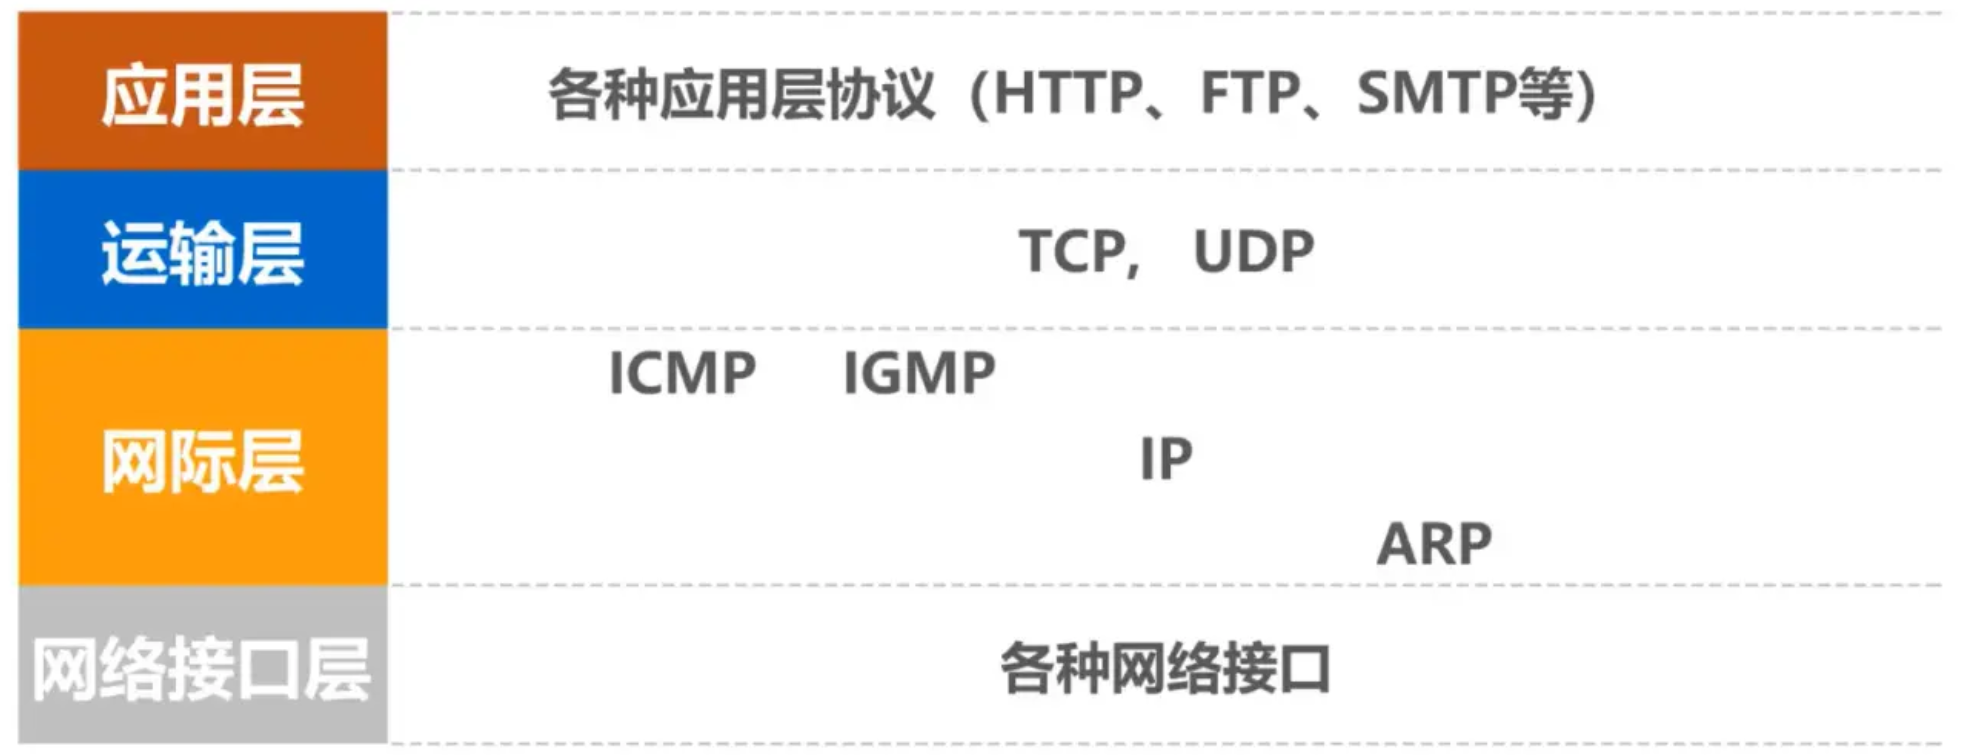 应用层
各种应用层协议（HTTP、FTP、SMTP等）
运输层
TCP, UDP
ICMP IGMP
网际层
IP
ARP
网络接口层
各种网络接口